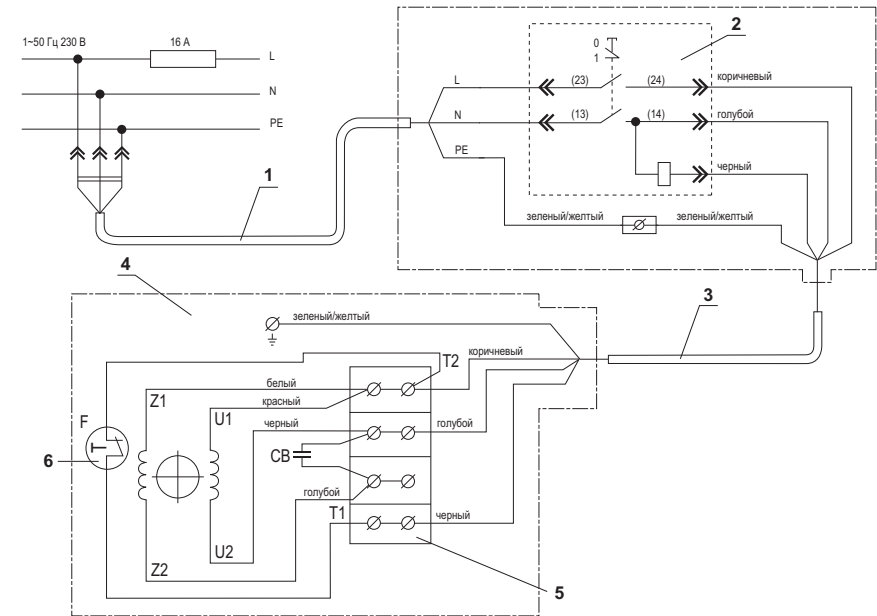 1~50 Гц 230 В
16 А
L
N
PE
1
2
0
1
L
(23)
(24)
коричневый
N
(13)
(14)
голубой
PE
черный
зеленый/желтый
зеленый/желтый
3
4
зеленый/желтый
коричневый
T2
белый
Z1
красный
U1
F
черный
голубой
6
CB
голубой
T1
черный
U2
Z2
5